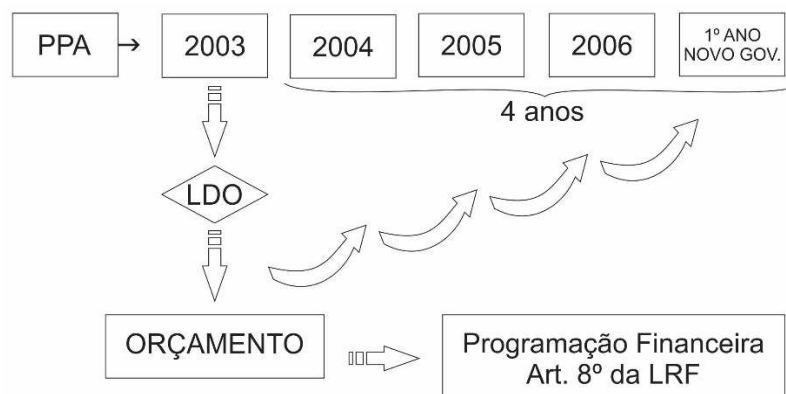 PPA
2003
2004
2005
2006
1º ANO
NOVO GOV.
4 anos
LDO
ORÇAMENTO
Programação Financeira
Art. 8º da LRF